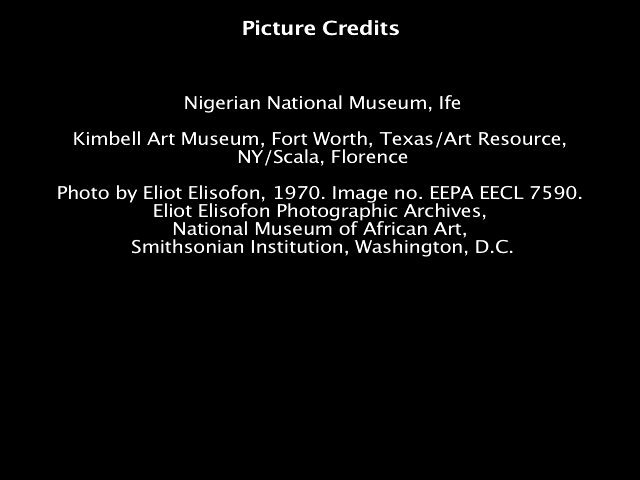 Picture Credits
Nigerian National Museum, Ife
Kimbell Art Museum, Fort Worth, Texas/Art Resource,
NY/Scala, Florence
Photo by Eliot Elisofon, 1970. Image no. EEPA EECL 7590.
Eliot Elisofon Photographic Archives,
National Museum of African Art,
Smithsonian Institution, Washington, D.C.